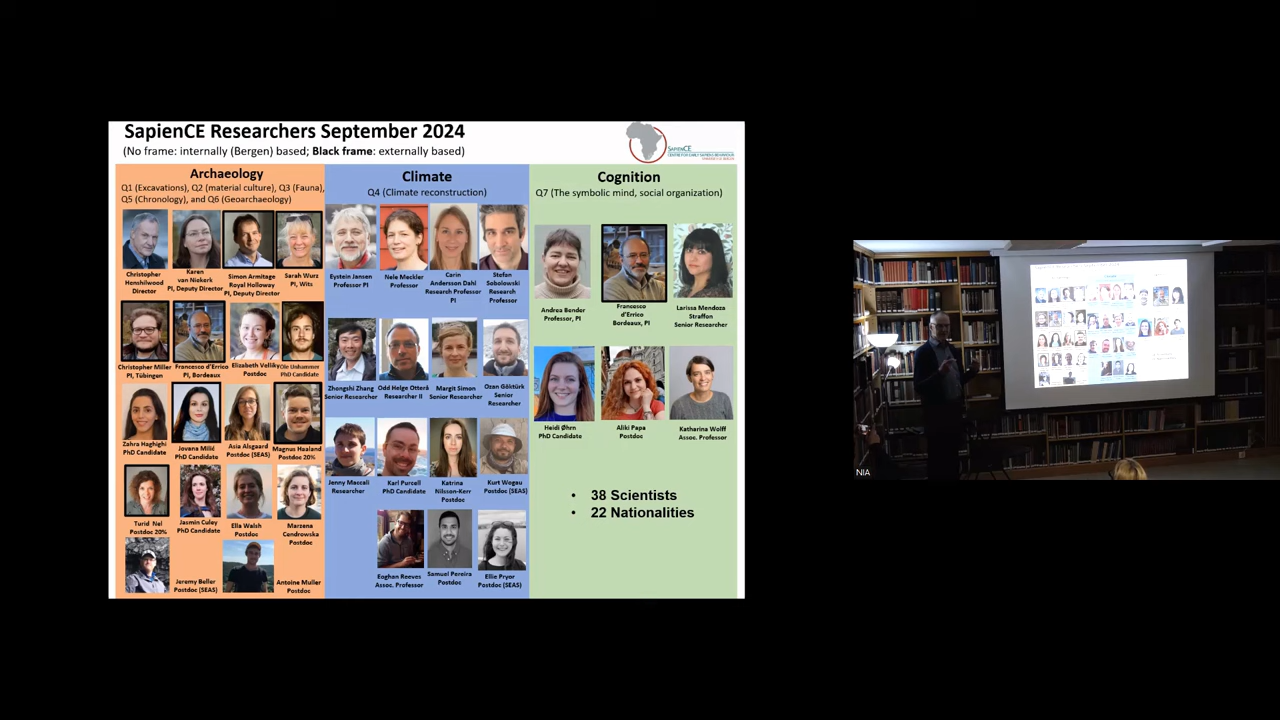 SapienCE Researchers September 2024
(No frame: internally (Bergen) based; Black frame: externally based)
SAPIENCE
CENTRE FOR EARLY SAPIENS BEHAVIOUR
UNIVERSITY OF BERGEN
Archaeology
Q1 (Excavations), Q2 (material culture), Q3 (Fauna),
Q5 (Chronology), and Q6 (Geoarchaeology)
Christopher
Henshilwood
Director
Karen
van Niekerk
PI, Deputy Director
Simon Armitage
Royal Holloway
PI, Deputy Director
Sarah Wurz
PI, Wits
Christopher Miller
PI, Tübingen
Francesco d'Errico
PI, Bordeaux
Elizabeth Velliky
Postdoc
Ole Unhammer
PhD Candidate
Zahra Haghighi
PhD Candidate
Jovana Milić
PhD Candidate
Asia Alsgaard
Postdoc (SEAS)
Magnus Haaland
Postdoc 20%
Turid Nel
Postdoc 20%
Jasmin Culey
PhD Candidate
Ella Walsh
Postdoc
Marzena
Cendrowska
Postdoc
Jeremy Beller
Postdoc (SEAS)
Antoine Muller
Postdoc
Climate
Q4 (Climate reconstruction)
Eystein Jansen
Professor PI
Nele Meckler
Professor
Carin
Andersson Dahl
Research Professor
PI
Stefan
Sobolowski
Research
Professor
Zhongshi Zhang
Senior Researcher
Odd Helge Otterå
Researcher II
Margit Simon
Senior Researcher
Ozan Göktürk
Senior
Researcher
Jenny Maccali
Researcher
Karl Purcell
PhD Candidate
Katrina
Nilsson-Kerr
Postdoc
Kurt Wogau
Postdoc (SEAS)
Eoghan Reeves
Assoc. Professor
Samuel Pereira
Postdoc
Ellie Pryor
Postdoc (SEAS)
Cognition
Q7 (The symbolic mind, social organization)
Andrea Bender
Professor, PI
Francesco
d'Errico
Bordeaux, PI
Larissa Mendoza
Straffon
Senior Researcher
Heidi Øhrn
PhD Candidate
Aliki Papa
Postdoc
Katharina Wolff
Assoc. Professor
• 38 Scientists
• 22 Nationalities
NIA